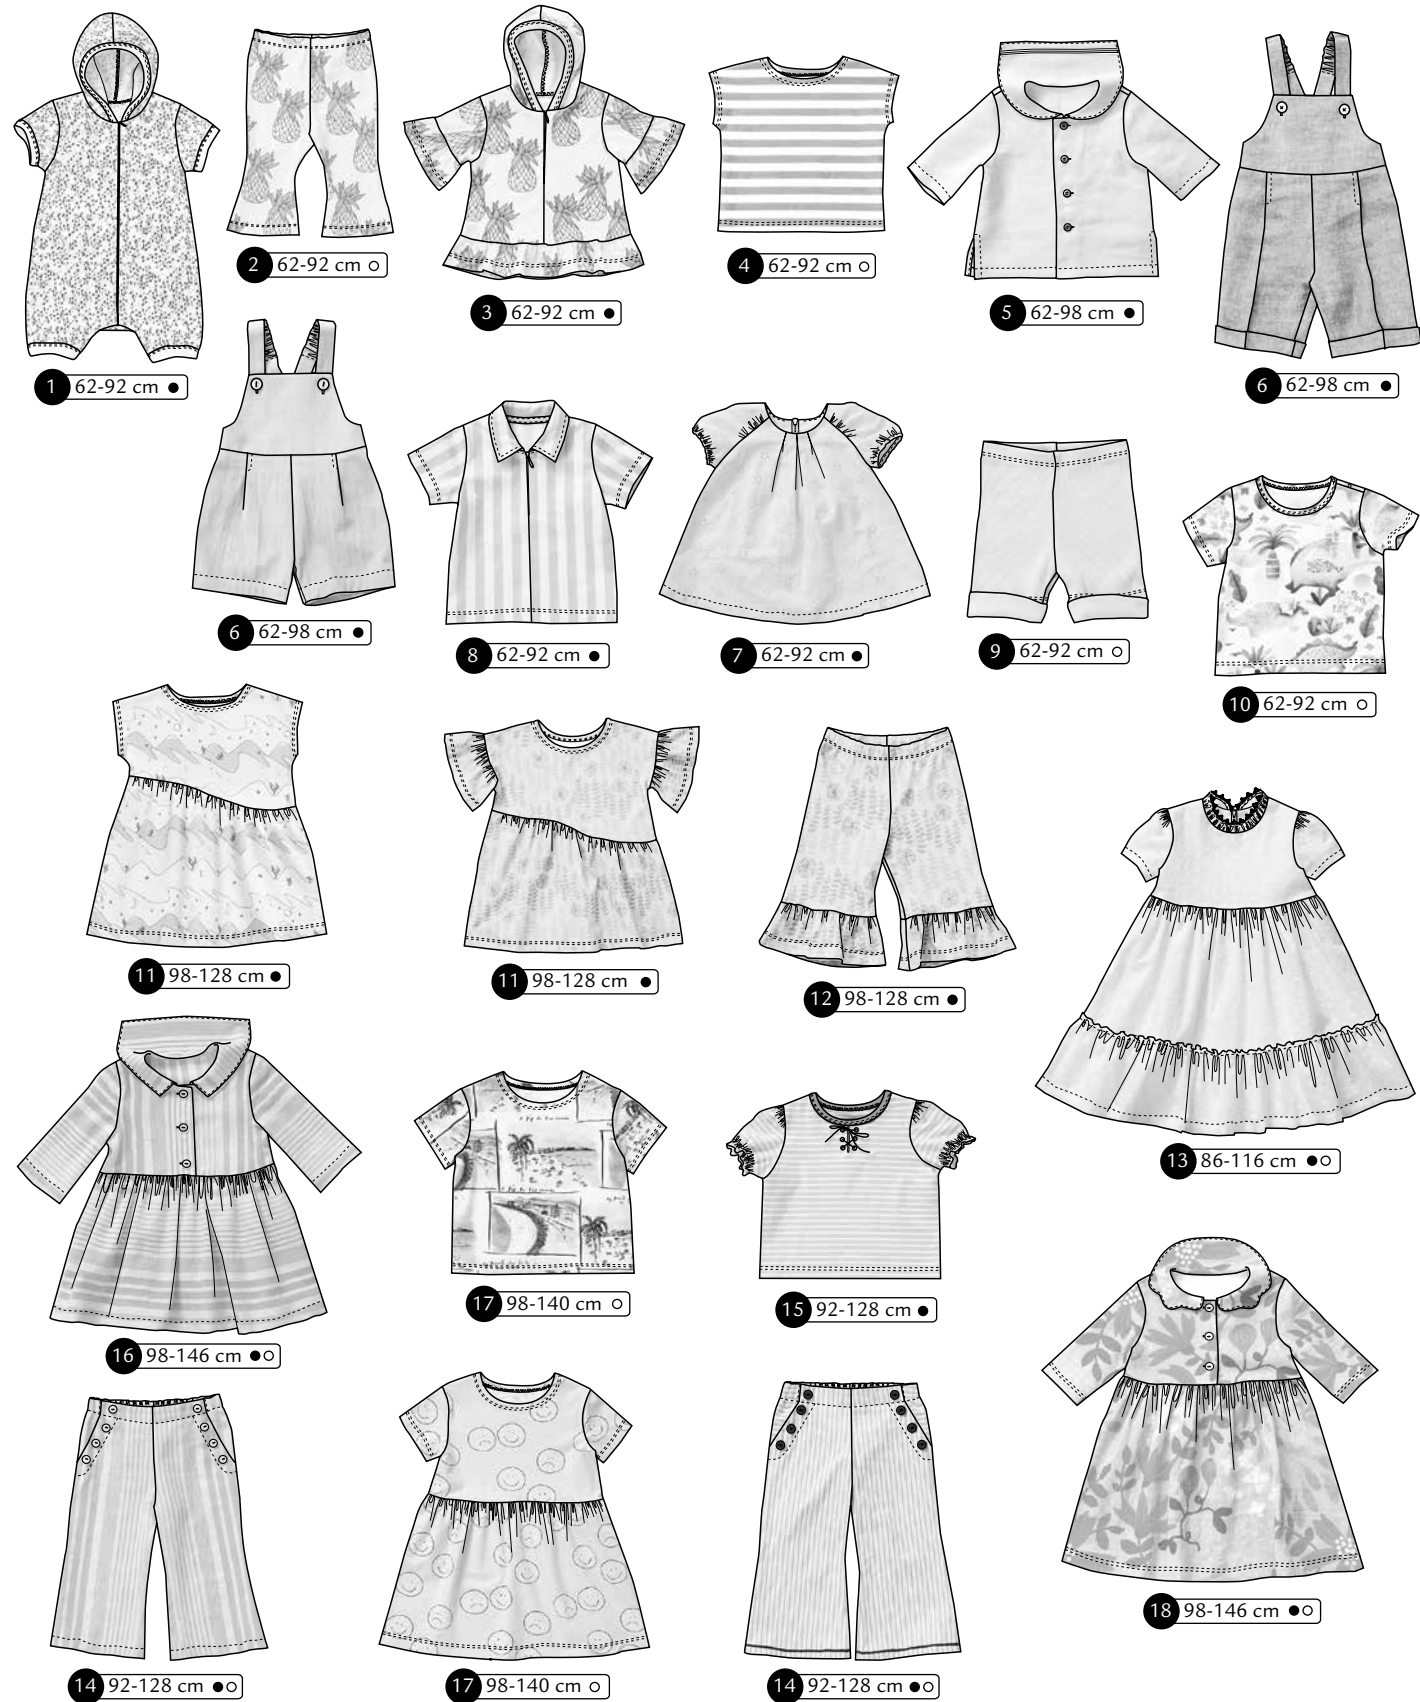 2 62-92 cm ○
4 62-92 cm ○
3 62-92 cm ●
5 62-98 cm ●
1 62-92 cm ●
6 62-98 cm ●
6 62-98 cm ●
8 62-92 cm ●
7 62-92 cm ●
9 62-92 cm ○
10 62-92 cm ○
11 98-128 cm ●
11 98-128 cm ●
12 98-128 cm ●
13 86-116 cm ●○
17 98-140 cm ○
15 92-128 cm ●
16 98-146 cm ●○
18 98-146 cm ●○
14 92-128 cm ●○
17 98-140 cm ○
14 92-128 cm ●○